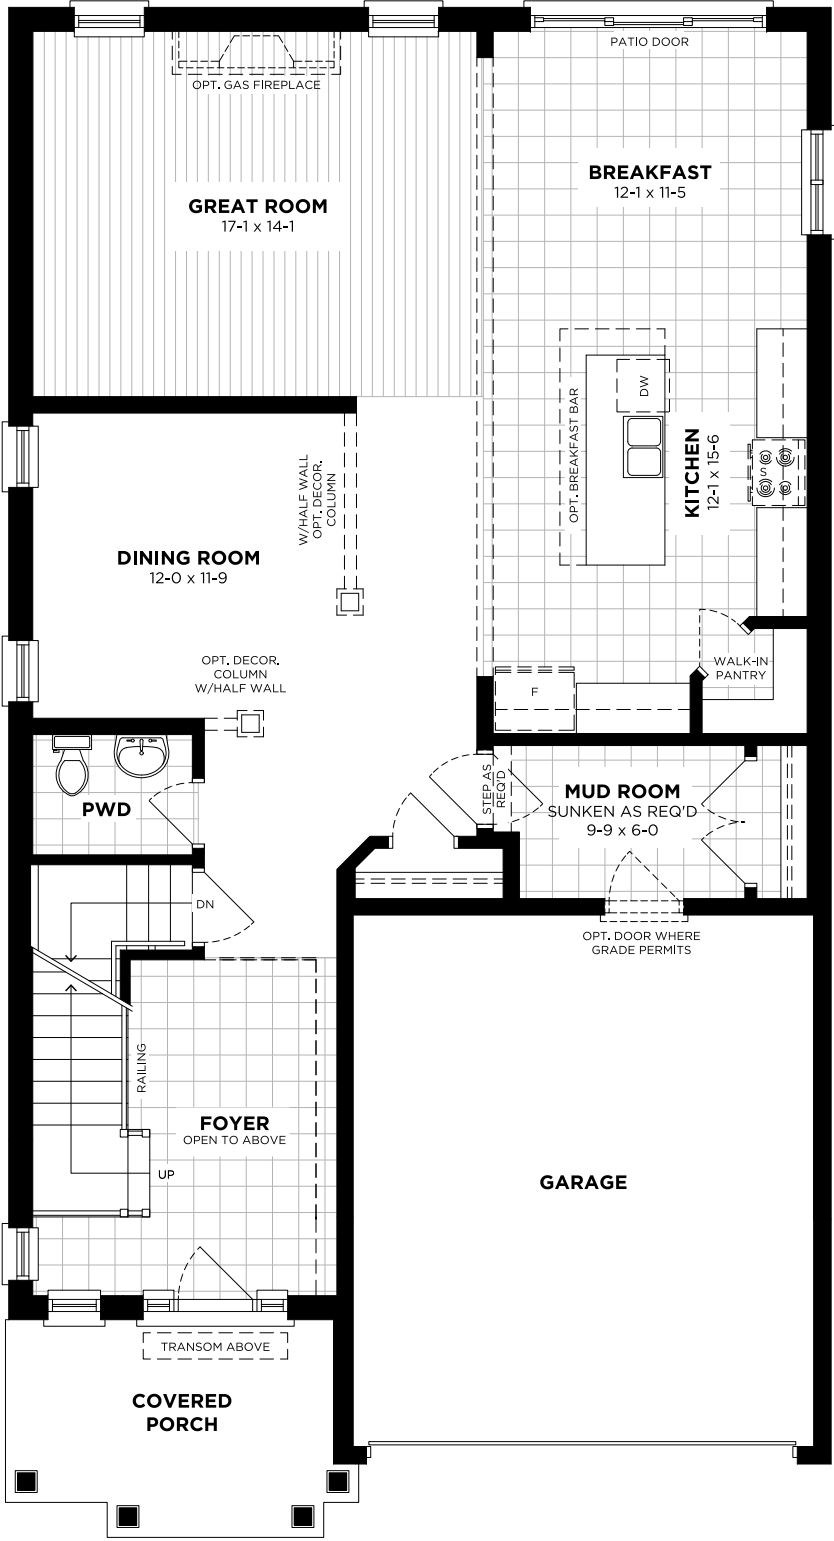 PATIO DOOR
OPT. GAS FIREPLACE
BREAKFAST
12-1 x 11-5
GREAT ROOM
17-1 x 14-1
DW
OPT. BREAKFAST BAR
KITCHEN
12-1 x 15-6
S
W/HALF WALL
OPT. DECOR.
COLUMN
DINING ROOM
12-0 x 11-9
OPT. DECOR.
COLUMN
W/HALF WALL
WALK-IN
PANTRY
F
STEP AS
REQ'D
MUD ROOM
SUNKEN AS REQ'D
9-9 x 6-0
PWD
DN
OPT. DOOR WHERE
GRADE PERMITS
RAILING
FOYER
OPEN TO ABOVE
UP
GARAGE
TRANSOM ABOVE
COVERED
PORCH